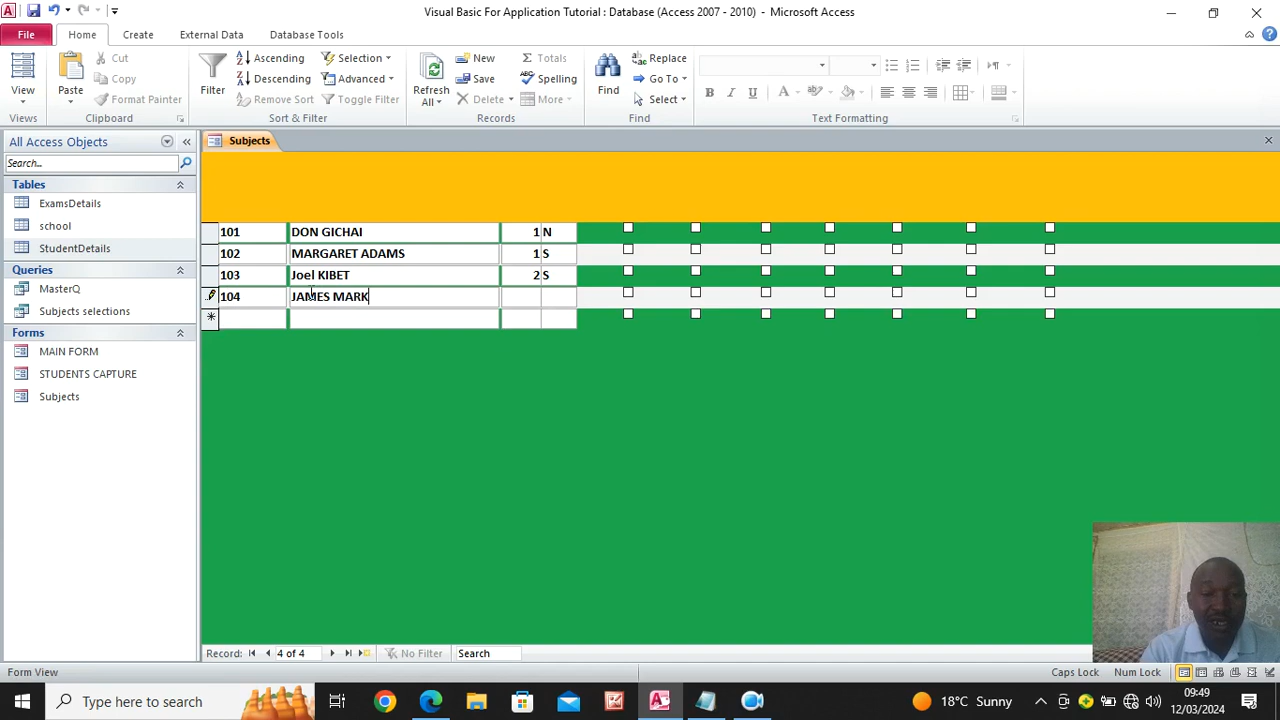 Visual Basic For Application Tutorial : Database (Access 2007 - 2010) - Microsoft Access
File Home Create External Data Database Tools
View Paste Cut Copy Format Painter Filter Ascending Descending Remove Sort Selection Advanced Toggle Filter Refresh All New Save Delete Totals Spelling More Find Replace Go To Select
Views Clipboard Sort & Filter Records Find Text Formatting
All Access Objects
Search...
Tables
ExamsDetails
school
StudentDetails
Queries
MasterQ
Subjects selections
Forms
MAIN FORM
STUDENTS CAPTURE
Subjects
Subjects
101 DON GICHAI 1 N
102 MARGARET ADAMS 1 S
103 Joel KIBET 2 S
104 JAMES MARK
Record: 4 of 4 No Filter Search
Form View Caps Lock Num Lock
Type here to search 18°C Sunny 09:49
12/03/2024